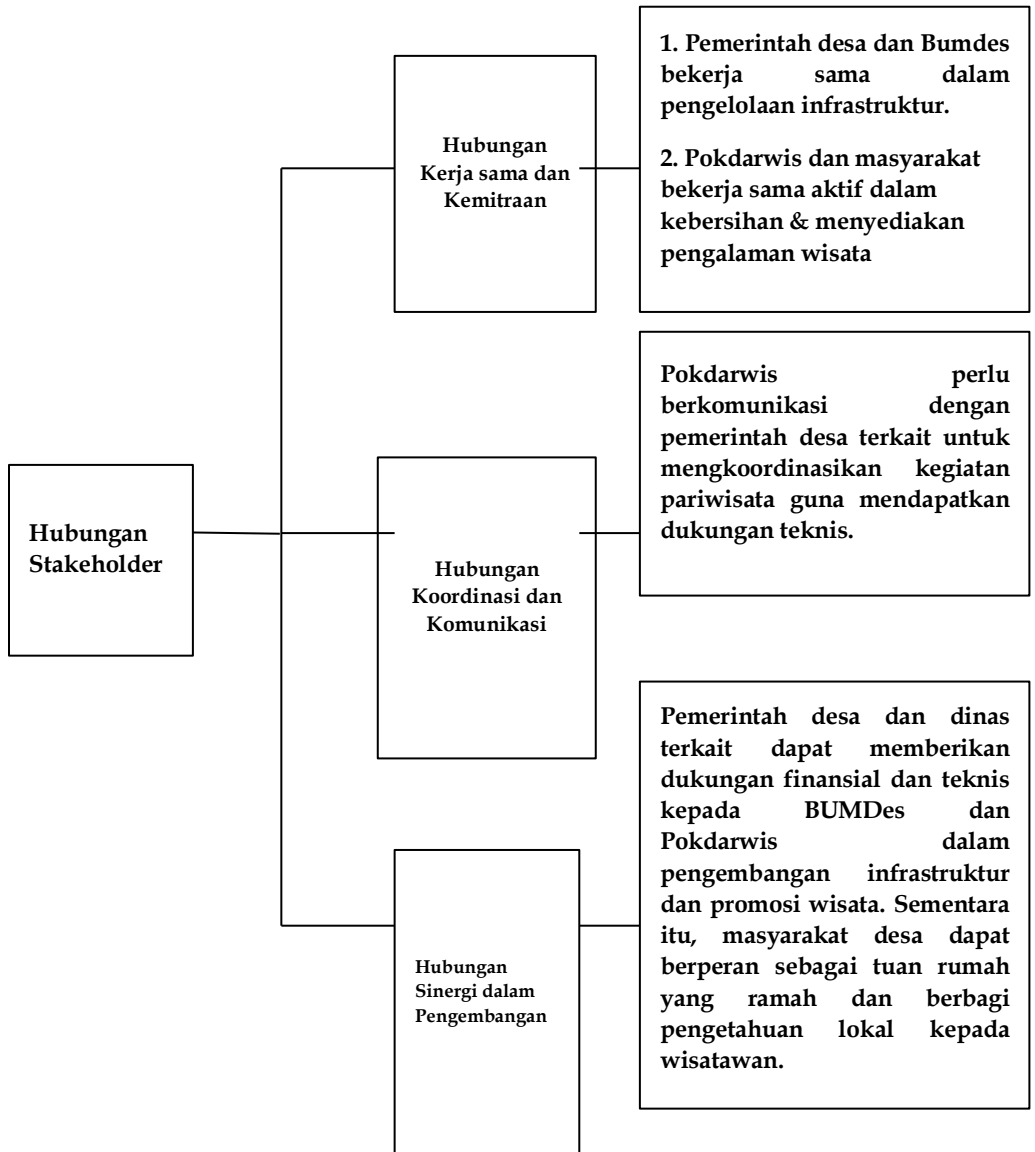 Hubungan
Stakeholder
Hubungan
Kerja sama dan
Kemitraan
1. Pemerintah desa dan Bumdes
bekerja sama dalam
pengelolaan infrastruktur.
2. Pokdarwis dan masyarakat
bekerja sama aktif dalam
kebersihan & menyediakan
pengalaman wisata
Hubungan
Koordinasi dan
Komunikasi
Pokdarwis perlu
berkomunikasi dengan
pemerintah desa terkait untuk
mengkoordinasikan kegiatan
pariwisata guna mendapatkan
dukungan teknis.
Hubungan
Sinergi dalam
Pengembangan
Pemerintah desa dan dinas
terkait dapat memberikan
dukungan finansial dan teknis
kepada BUMDes dan
Pokdarwis dalam
pengembangan infrastruktur
dan promosi wisata. Sementara
itu, masyarakat desa dapat
berperan sebagai tuan rumah
yang ramah dan berbagi
pengetahuan lokal kepada
wisatawan.